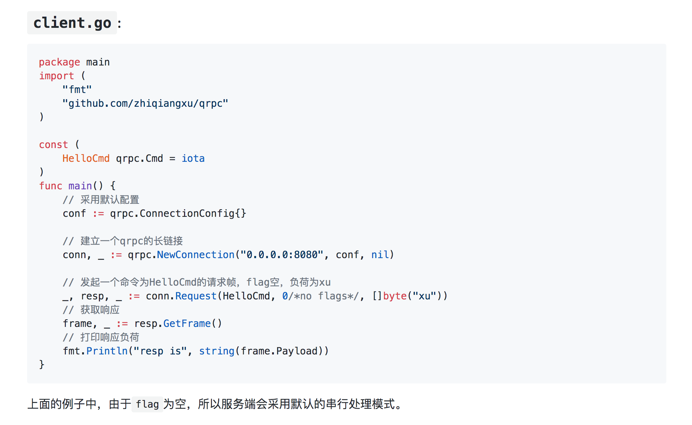 client.go:
package main
import (
    "fmt"
    "github.com/zhiqiangxu/qrpc"
)
const (
    HelloCmd qrpc.Cmd = iota
)
func main() {
    // 采用默认配置
    conf := qrpc.ConnectionConfig{}
    // 建立一个qrpc的长链接
    conn, _ := qrpc.NewConnection("0.0.0.0:8080", conf, nil)
    // 发起一个命令为HelloCmd的请求帧，flag空，负荷为xu
    _, resp, _ := conn.Request(HelloCmd, 0/*no flags*/, []byte("xu"))
    // 获取响应
    frame, _ := resp.GetFrame()
    // 打印响应负荷
    fmt.Println("resp is", string(frame.Payload))
}
上面的例子中，由于flag为空，所以服务端会采用默认的串行处理模式。